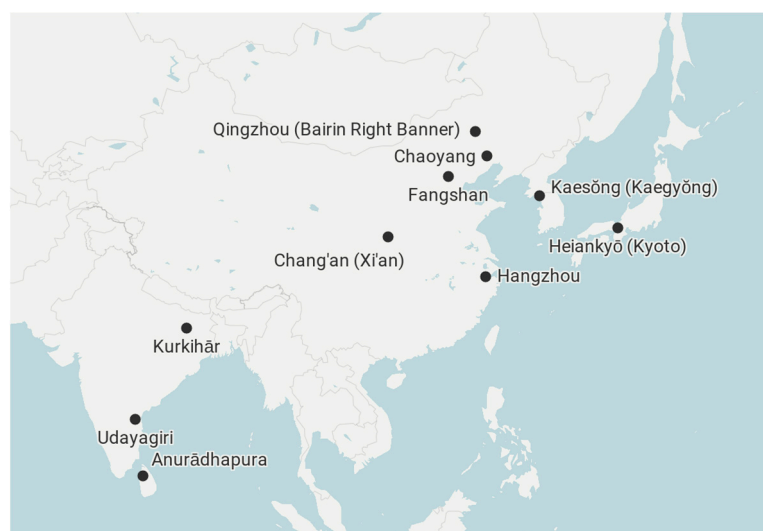 Qingzhou (Bairin Right Banner)
Chaoyang
Fangshan
Kaesŏng (Kaegyŏng)
Heiankyō (Kyoto)
Chang'an (Xi'an)
Hangzhou
Kurkihār
Udayagiri
Anurādhapura